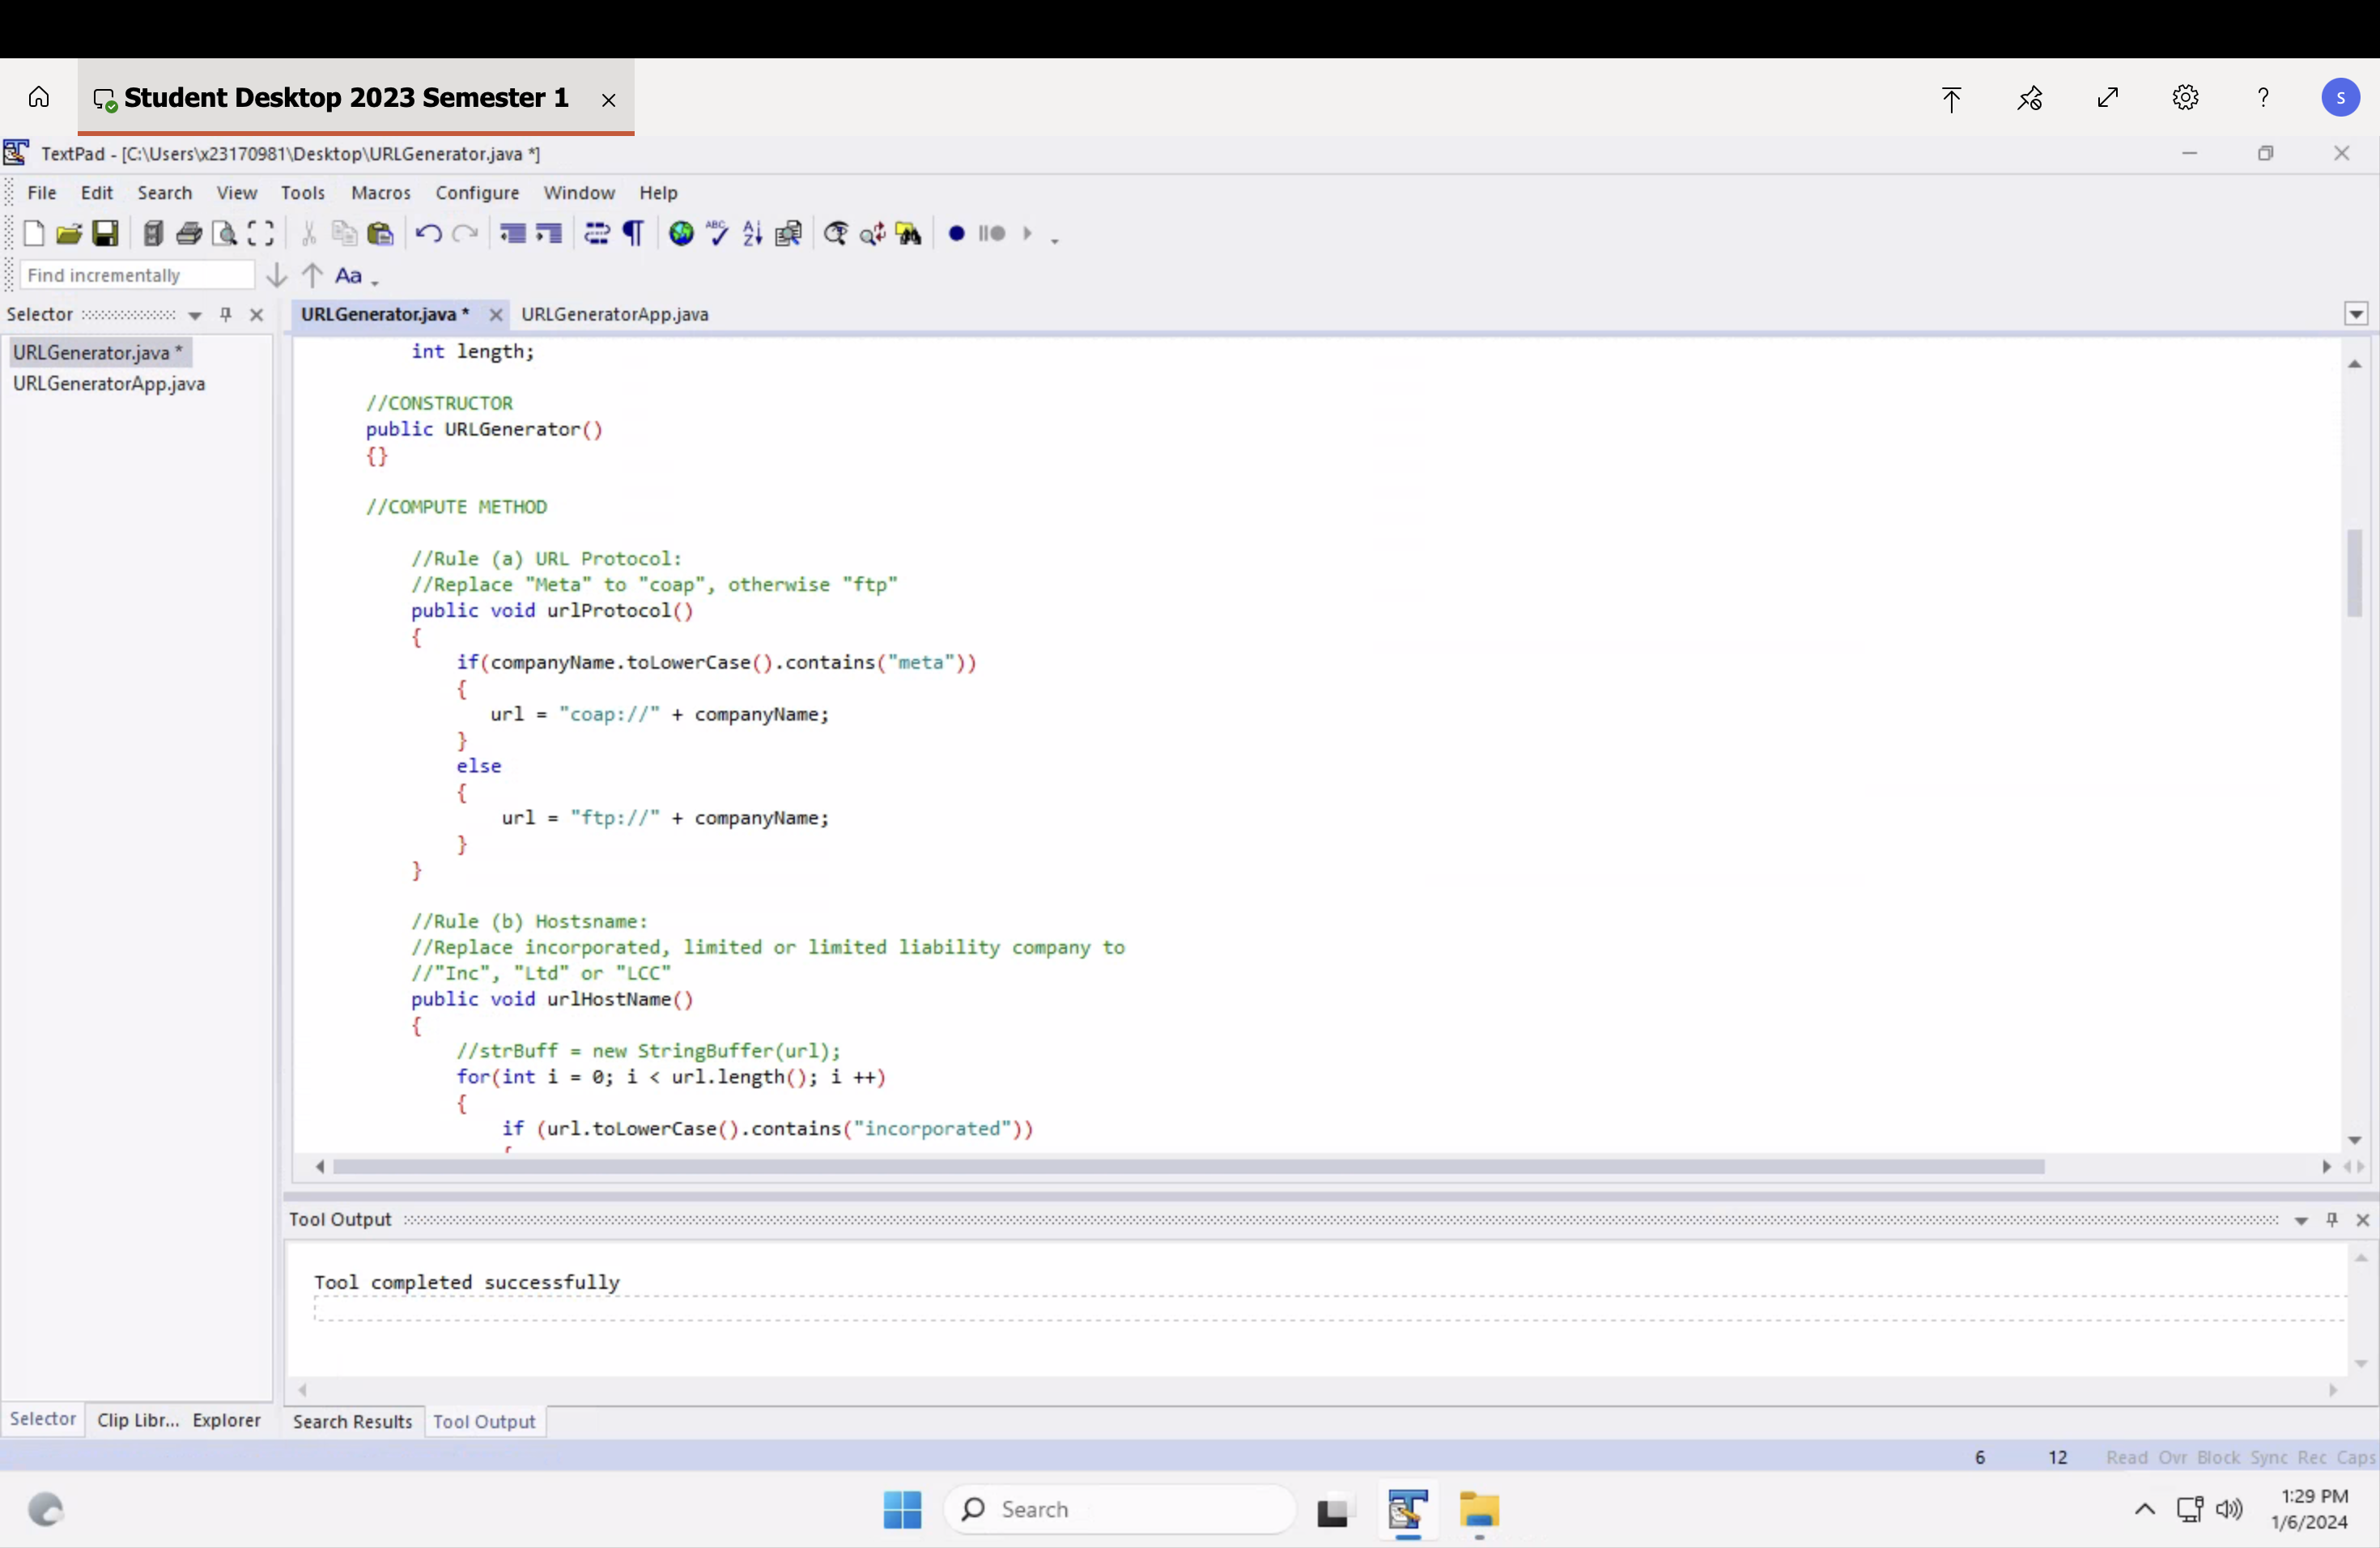 Student Desktop 2023 Semester 1
S
TextPad - [C:\Users\x23170981\Desktop\URLGenerator.java *]
File Edit Search View Tools Macros Configure Window Help
Find incrementally
Aa
Selector
URLGenerator.java *
URLGeneratorApp.java
URLGenerator.java *
URLGeneratorApp.java
int length;
//CONSTRUCTOR
public URLGenerator()
{}
//COMPUTE METHOD
//Rule (a) URL Protocol:
//Replace "Meta" to "coap", otherwise "ftp"
public void urlProtocol()
{
if(companyName.toLowerCase().contains("meta"))
{
url = "coap://" + companyName;
}
else
{
url = "ftp://" + companyName;
}
}
//Rule (b) Hostsname:
//Replace incorporated, limited or limited liability company to
//"Inc", "Ltd" or "LCC"
public void urlHostName()
{
//strBuff = new StringBuffer(url);
for(int i = 0; i < url.length(); i ++)
{
if (url.toLowerCase().contains("incorporated"))
{
Tool Output
Tool completed successfully
Selector Clip Libr... Explorer
Search Results Tool Output
6 12 Read Ovr Block Sync Rec Caps
Search
1:29 PM
1/6/2024